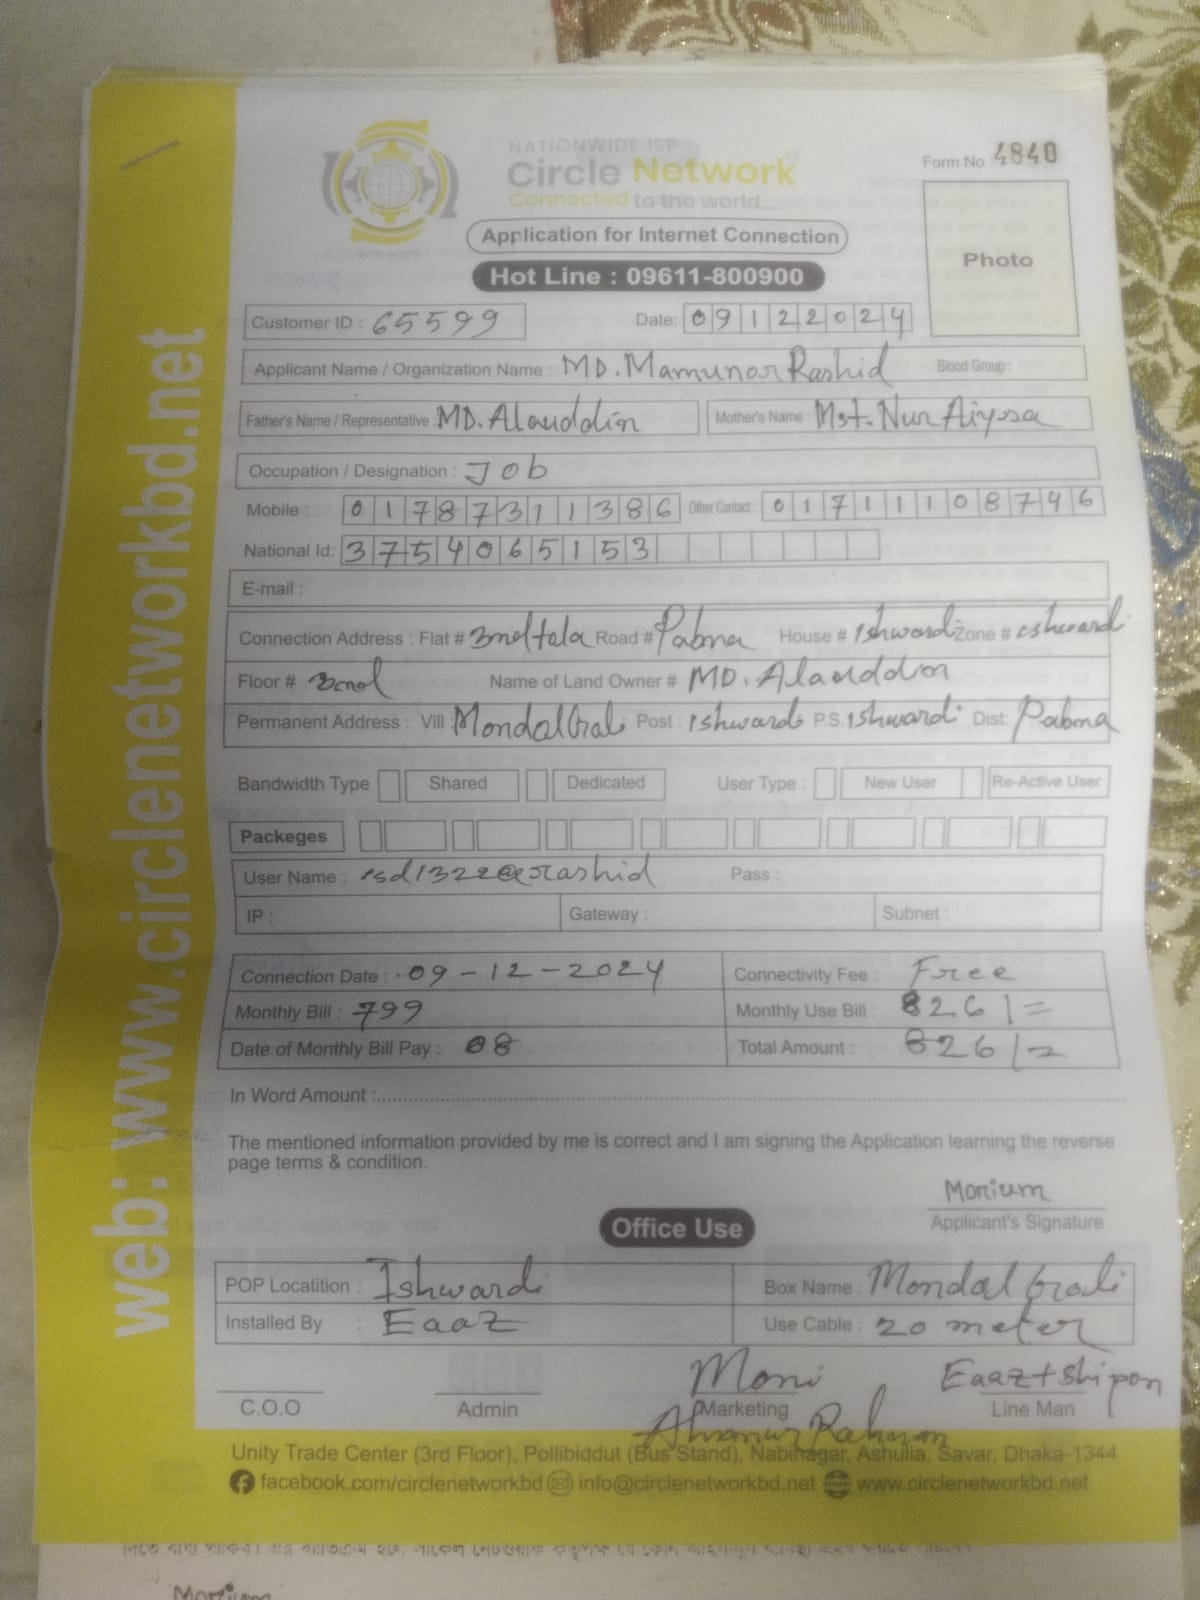 NATIONWIDE ISP
Circle Network
Connected to the world
Form No : 4840
Application for Internet Connection
Photo
Hot Line : 09611-800900
Customer ID : 65599 Date: 09122024
Applicant Name / Organization Name : MD. Mamunar Rashid Blood Group :
Father's Name / Representative : MD. Alauddin Mother's Name : Mst. Nur Aiysa
Occupation / Designation : Job
Mobile : 01787311386 Other Contact : 01711108746
National Id: 3754065153
E-mail :
Connection Address : Flat # Road # Pabna House # Ishwardi Zone # ishwardi
Floor # Name of Land Owner # MD. Alauddin
Permanent Address : Vill : Post : Ishwardi P.S. Ishwardi Dist: Pabna
Bandwidth Type Shared Dedicated User Type : New User Re-Active User
Packeges
User Name : Pass :
IP : Gateway : Subnet :
Connection Date : 09-12-2024 Connectivity Fee : Free
Monthly Bill : 799 Monthly Use Bill : 826/=
Date of Monthly Bill Pay : 08 Total Amount : 826/=
In Word Amount :
The mentioned information provided by me is correct and I am signing the Application learning the reverse
page terms & condition.
Morium
Applicant's Signature
Office Use
POP Locatition : Ishwardi Box Name : Mondal
Installed By : Eaaz Use Cable : 20 meter
Moni Eaaz+Shipon
C.O.O Admin Marketing Line Man
Rahman
Unity Trade Center (3rd Floor), Pollibiddut (Bus Stand), Nabinagar, Ashulia, Savar, Dhaka-1344
facebook.com/circlenetworkbd info@circlenetworkbd.net www.circlenetworkbd.net
web: www.circlenetworkbd.net
Morium